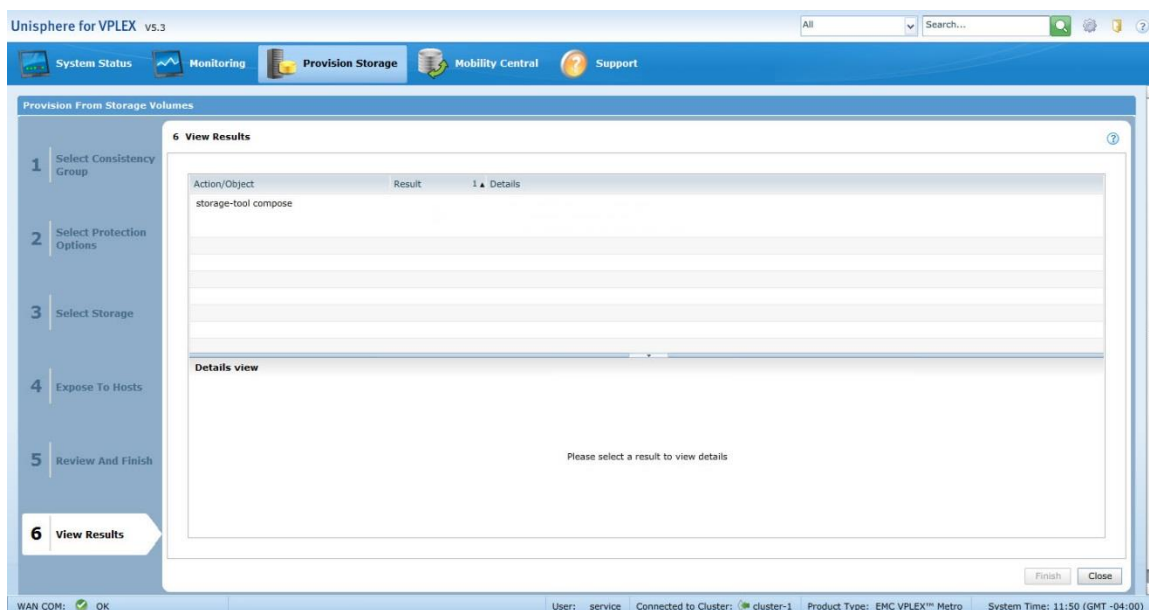 Unisphere for VPLEX V5.3
All
Search...
System Status
Monitoring
Provision Storage
Mobility Central
Support
Provision From Storage Volumes
1 Select Consistency
Group
2 Select Protection
Options
3 Select Storage
4 Expose To Hosts
5 Review And Finish
6 View Results
6 View Results
Action/Object Result 1 ▲ Details
storage-tool compose
Details view
Please select a result to view details
Finish Close
WAN COM: OK User: service Connected to Cluster: cluster-1 Product Type: EMC VPLEX™ Metro System Time: 11:50 (GMT -04:00)